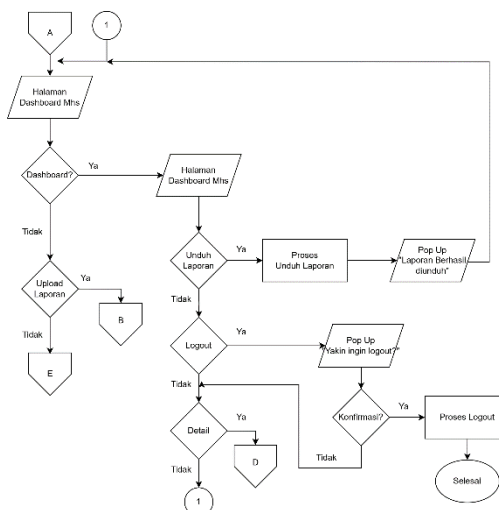 A
1
Halaman
Dashboard Mhs
Dashboard?
Ya
Halaman
Dashboard Mhs
Tidak
Unduh
Laporan
Ya
Proses
Unduh Laporan
Pop Up
"Laporan Berhasil
diunduh"
Upload
Laporan
Ya
B
Tidak
E
Tidak
Logout
Ya
Pop Up
"Yakin ingin logout?"
Tidak
Konfirmasi?
Ya
Proses Logout
Detail
Ya
D
Tidak
Tidak
1
Selesai